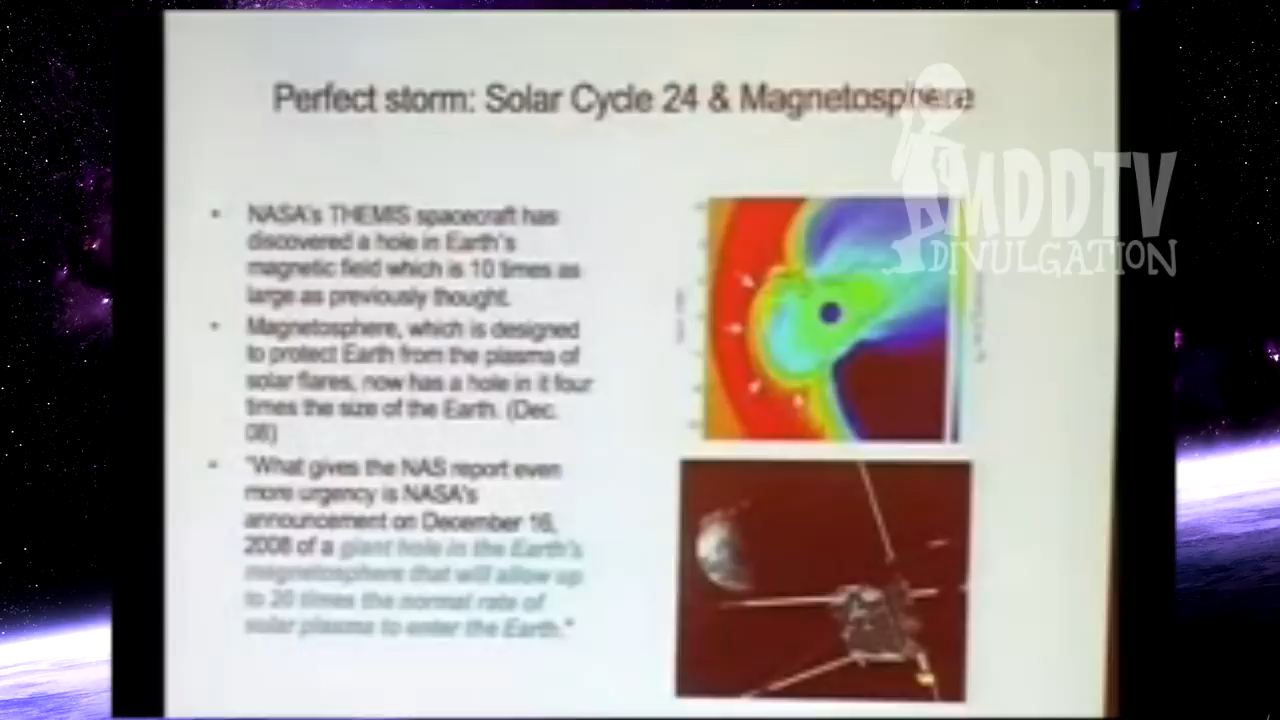 Perfect storm: Solar Cycle 24 & Magnetosphere
MDDTV
DIVULGATION
• NASA's THEMIS spacecraft has
discovered a hole in Earth's
magnetic field which is 10 times as
large as previously thought.
• Magnetosphere, which is designed
to protect Earth from the plasma of
solar flares, now has a hole in it four
times the size of the Earth. (Dec.
08)
• "What gives the NAS report even
more urgency is NASA's
announcement on December 16,
2008 of a giant hole in the Earth's
magnetosphere that will allow up
to 20 times the normal rate of
solar plasma to enter the Earth."